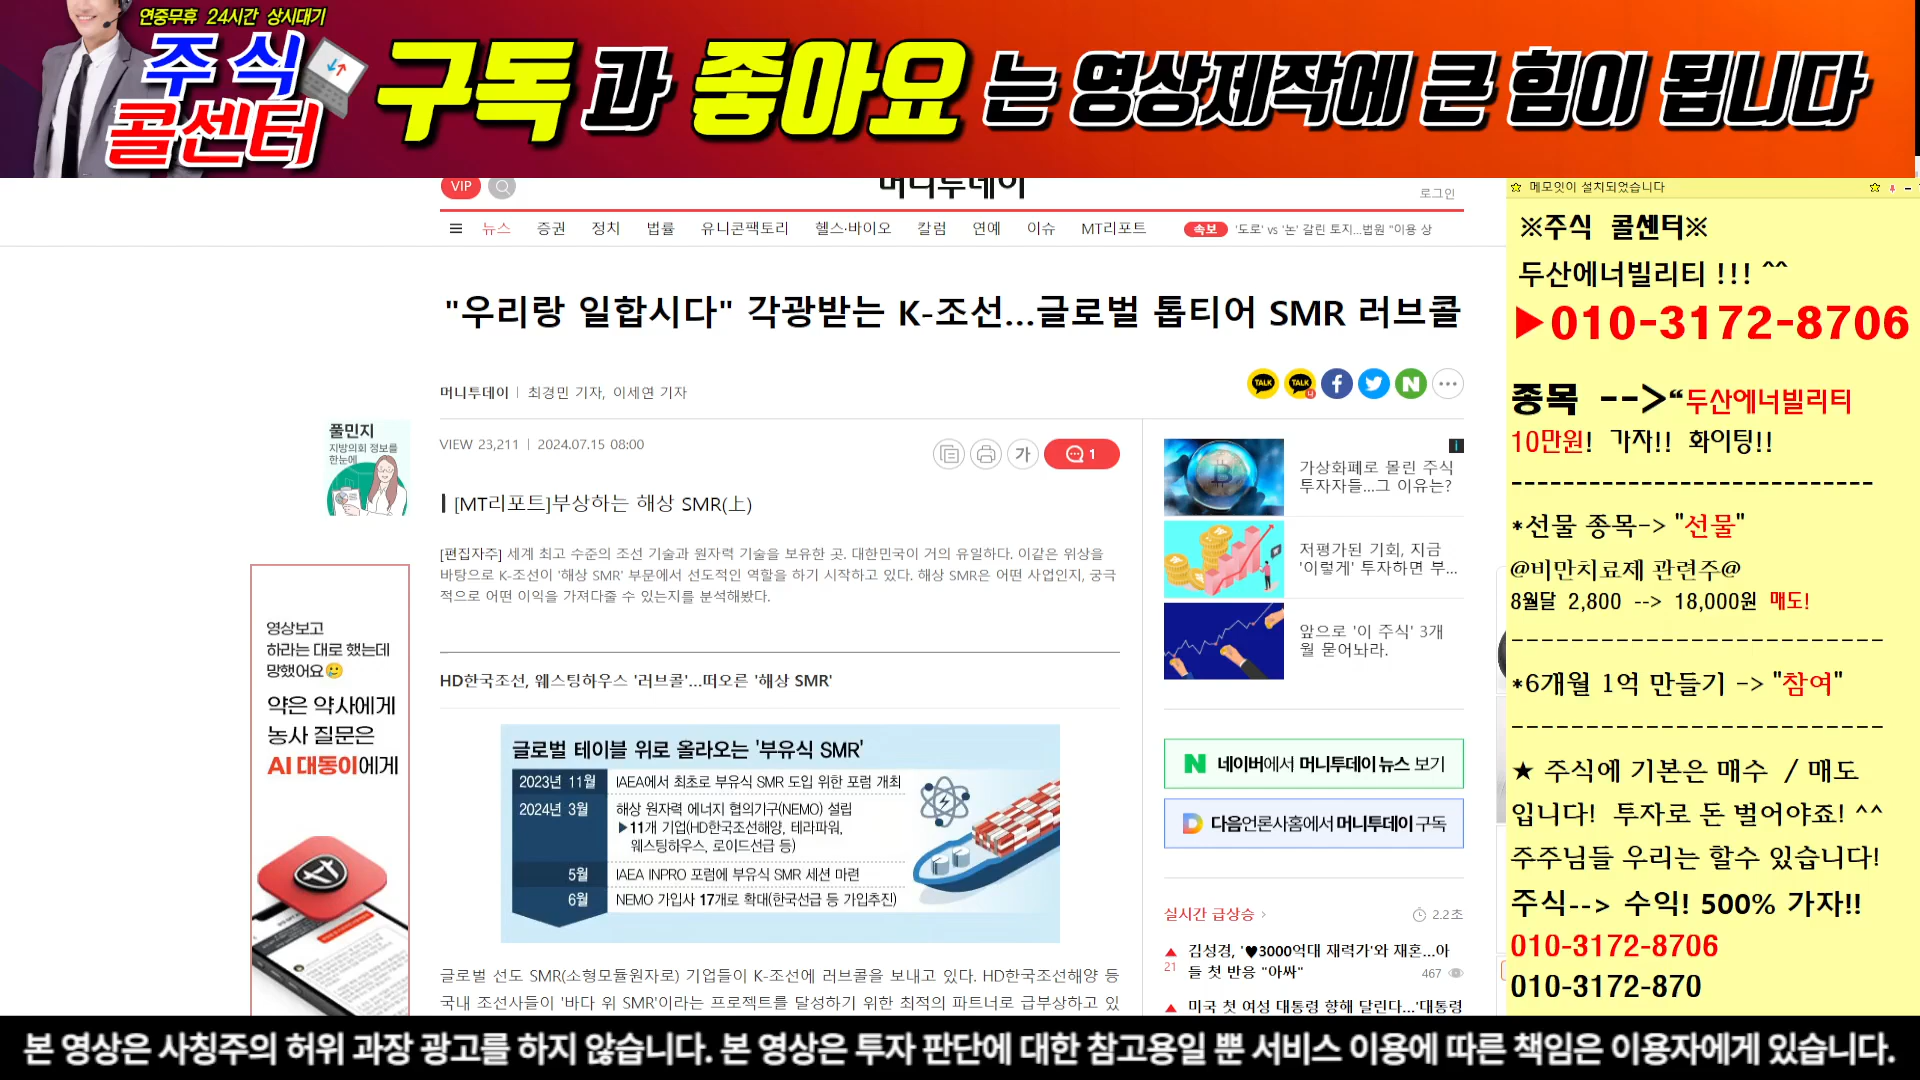 연중무휴 24시간 상시대기
주식
콜센터
구독과 좋아요는 영상제작에 큰 힘이 됩니다
VIP
머니투데이
로그인
뉴스 증권 정치 법률 유니콘팩토리 헬스·바이오 칼럼 연예 이슈 MT리포트
속보 '도로' vs '논' 갈린 토지...법원 "이용 상
"우리랑 일합시다" 각광받는 K-조선...글로벌 톱티어 SMR 러브콜
머니투데이 | 최경민 기자, 이세연 기자
TALK TALK
VIEW 23,211 | 2024.07.15 08:00
가
1
[MT리포트]부상하는 해상 SMR(上)
[편집자주] 세계 최고 수준의 조선 기술과 원자력 기술을 보유한 곳. 대한민국이 거의 유일하다. 이같은 위상을
바탕으로 K-조선이 '해상 SMR' 부문에서 선도적인 역할을 하기 시작하고 있다. 해상 SMR은 어떤 사업인지, 궁극
적으로 어떤 이익을 가져다줄 수 있는지를 분석해봤다.
HD한국조선, 웨스팅하우스 '러브콜'...떠오른 '해상 SMR'
글로벌 테이블 위로 올라오는 '부유식 SMR'
2023년 11월 IAEA에서 최초로 부유식 SMR 도입 위한 포럼 개최
2024년 3월 해상 원자력 에너지 협의기구(NEMO) 설립
▶11개 기업(HD한국조선해양, 테라파워,
웨스팅하우스, 로이드선급 등)
5월 IAEA INPRO 포럼에 부유식 SMR 세션 마련
6월 NEMO 가입사 17개로 확대(한국선급 등 가입추진)
글로벌 선도 SMR(소형모듈원자로) 기업들이 K-조선에 러브콜을 보내고 있다. HD한국조선해양 등
국내 조선사들이 '바다 위 SMR'이라는 프로젝트를 달성하기 위한 최적의 파트너로 급부상하고 있
풀민지
지방의회 정보를
한눈에
영상보고
하라는 대로 했는데
망했어요🥲
약은 약사에게
농사 질문은
AI 대동이에게
가상화폐로 몰린 주식
투자자들...그 이유는?
저평가된 기회, 지금
'이렇게' 투자하면 부...
앞으로 '이 주식' 3개
월 묻어놔라.
네이버에서 머니투데이 뉴스 보기
다음언론사홈에서 머니투데이 구독
실시간 급상승 >
2.2초
21 김성경, '♥3000억대 재력가'와 재혼...아
들 첫 반응 "아싸"
467
미국 첫 여성 대통령 향해 달린다...'대통령
메모잇이 설치되었습니다
※주식 콜센터※
두산에너빌리티 !!! ^^
▶010-3172-8706
종목 -->“두산에너빌리티
10만원! 가자!! 화이팅!!
----------------------------
*선물 종목-> "선물"
@비만치료제 관련주@
8월달 2,800 --> 18,000원 매도!
-------------------------
*6개월 1억 만들기 -> "참여"
-------------------------
★ 주식에 기본은 매수 / 매도
입니다! 투자로 돈 벌어야죠! ^^
주주님들 우리는 할수 있습니다!
주식--> 수익! 500% 가자!!
010-3172-8706
010-3172-870
본 영상은 사칭주의 허위 과장 광고를 하지 않습니다. 본 영상은 투자 판단에 대한 참고용일 뿐 서비스 이용에 따른 책임은 이용자에게 있습니다.